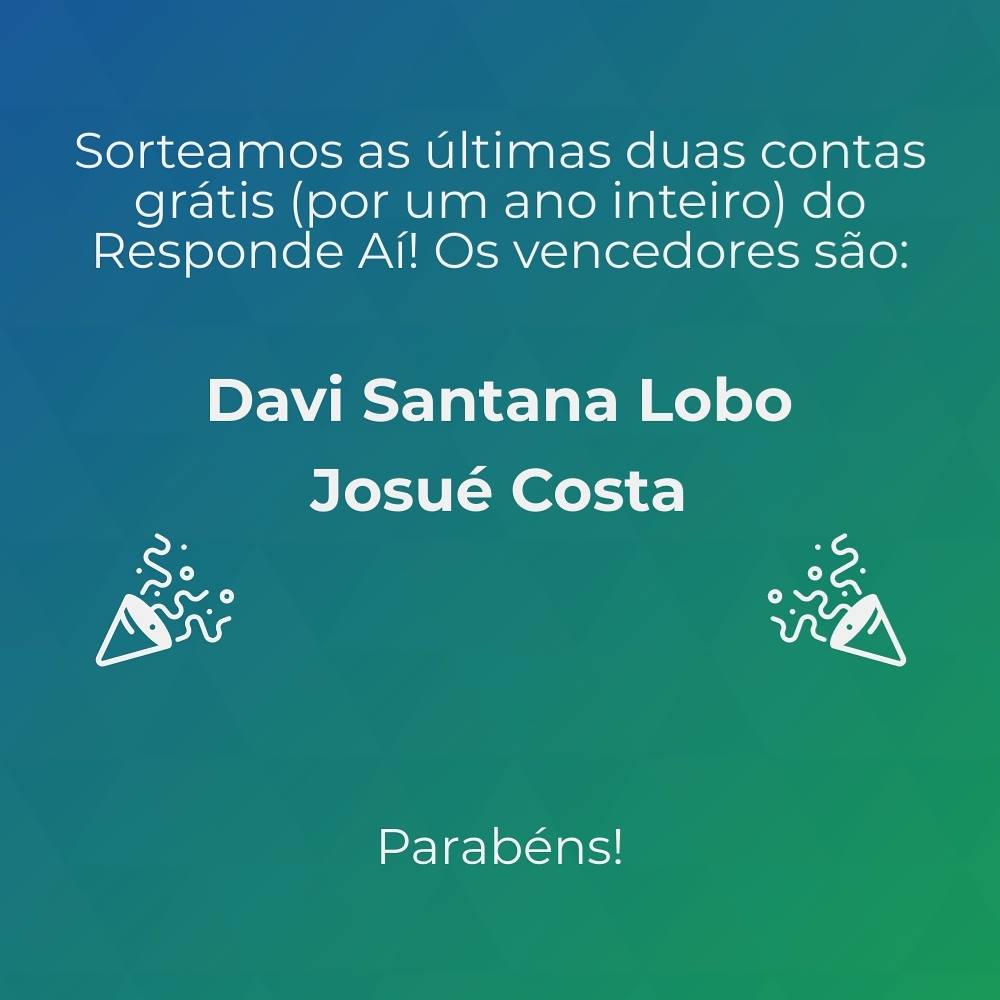 Sorteamos as últimas duas contas
grátis (por um ano inteiro) do
Responde Aí! Os vencedores são:
Davi Santana Lobo
Josué Costa
Parabéns!